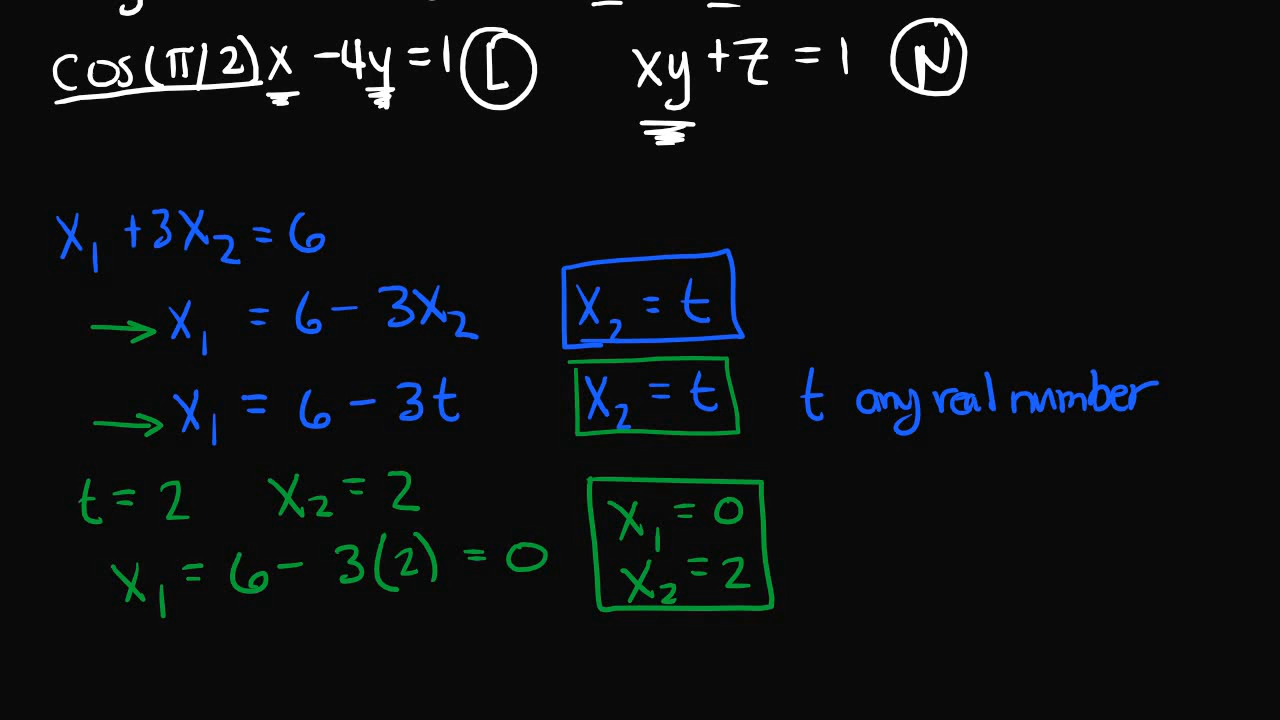 cos(π/2)x -4y = 1 Ⓛ xy + z = 1 Ⓝ
x₁ + 3x₂ = 6
→ x₁ = 6 - 3x₂ x₂ = t
→ x₁ = 6 - 3t x₂ = t t any real number
t = 2 x₂ = 2 x₁ = 0
x₁ = 6 - 3(2) = 0 x₂ = 2